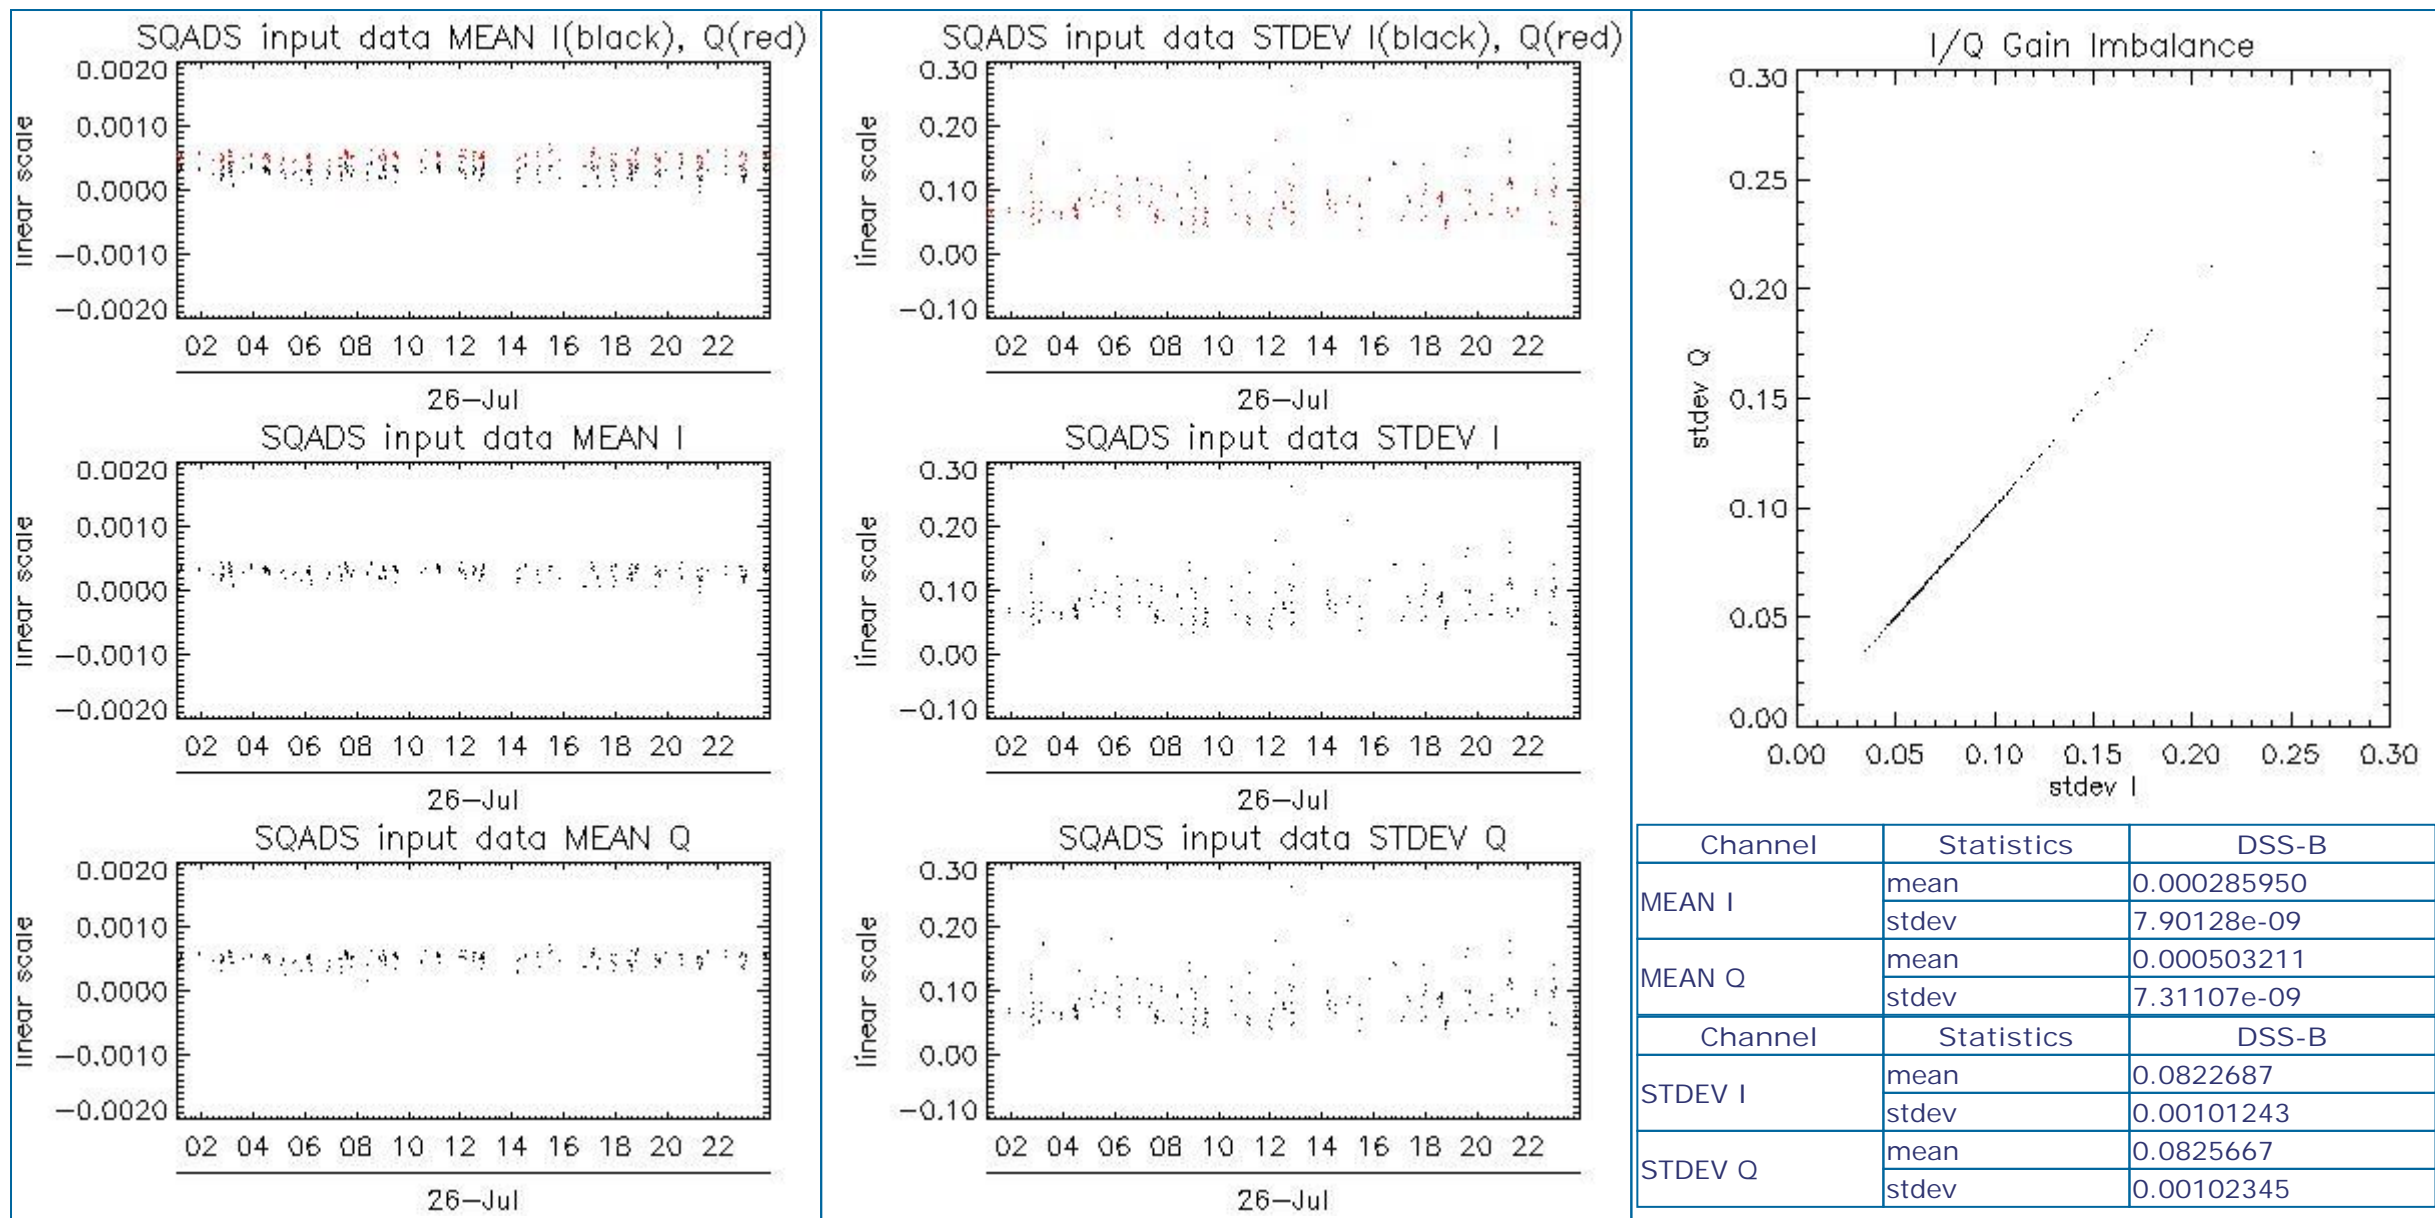 SQADS input data MEAN I(black), Q(red)
linear scale
0.0020
0.0010
0.0000
−0.0010
−0.0020
02 04 06 08 10 12 14 16 18 20 22
26−Jul
SQADS input data MEAN I
linear scale
0.0020
0.0010
0.0000
−0.0010
−0.0020
02 04 06 08 10 12 14 16 18 20 22
26−Jul
SQADS input data MEAN Q
linear scale
0.0020
0.0010
0.0000
−0.0010
−0.0020
02 04 06 08 10 12 14 16 18 20 22
26−Jul
SQADS input data STDEV I(black), Q(red)
linear scale
0.30
0.20
0.10
0.00
−0.10
02 04 06 08 10 12 14 16 18 20 22
26−Jul
SQADS input data STDEV I
linear scale
0.30
0.20
0.10
0.00
−0.10
02 04 06 08 10 12 14 16 18 20 22
26−Jul
SQADS input data STDEV Q
linear scale
0.30
0.20
0.10
0.00
−0.10
02 04 06 08 10 12 14 16 18 20 22
26−Jul
I/Q Gain Imbalance
stdev Q
0.30
0.25
0.20
0.15
0.10
0.05
0.00
0.00 0.05 0.10 0.15 0.20 0.25 0.30
stdev I
Channel Statistics DSS-B
MEAN I mean 0.000285950
stdev 7.90128e-09
MEAN Q mean 0.000503211
stdev 7.31107e-09
Channel Statistics DSS-B
STDEV I mean 0.0822687
stdev 0.00101243
STDEV Q mean 0.0825667
stdev 0.00102345